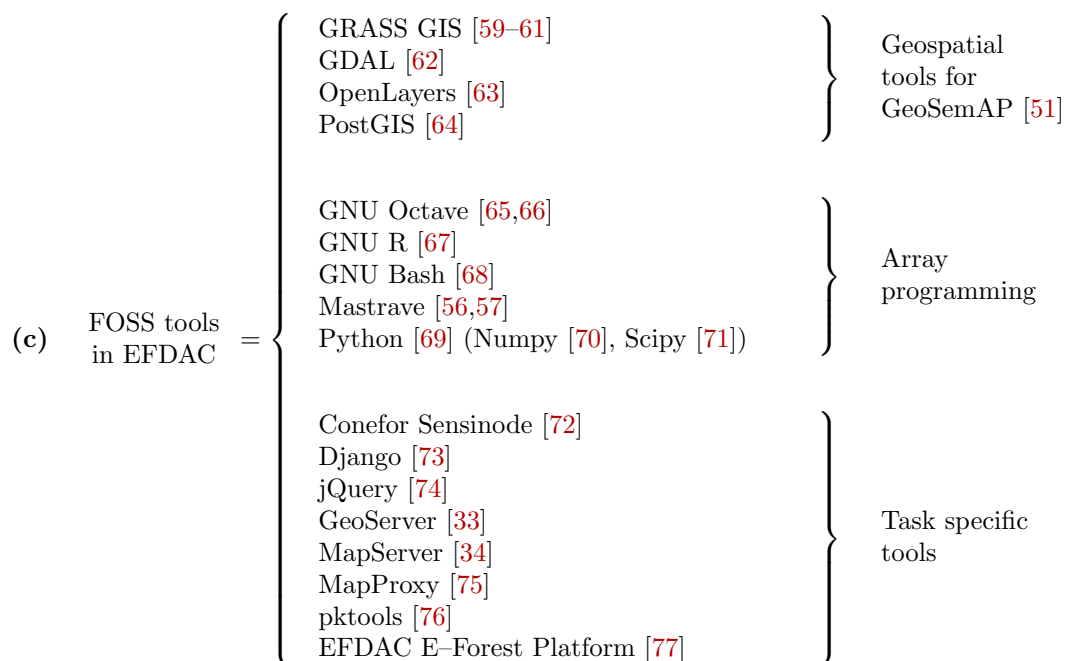 GRASS GIS [59–61]
GDAL [62]
OpenLayers [63]
PostGIS [64]
Geospatial
tools for
GeoSemAP [51]
GNU Octave [65,66]
GNU R [67]
GNU Bash [68]
Mastrave [56,57]
Python [69] (Numpy [70], Scipy [71])
Array
programming
(c) FOSS tools
in EFDAC =
Conefor Sensinode [72]
Django [73]
jQuery [74]
GeoServer [33]
MapServer [34]
MapProxy [75]
pktools [76]
EFDAC E–Forest Platform [77]
Task specific
tools